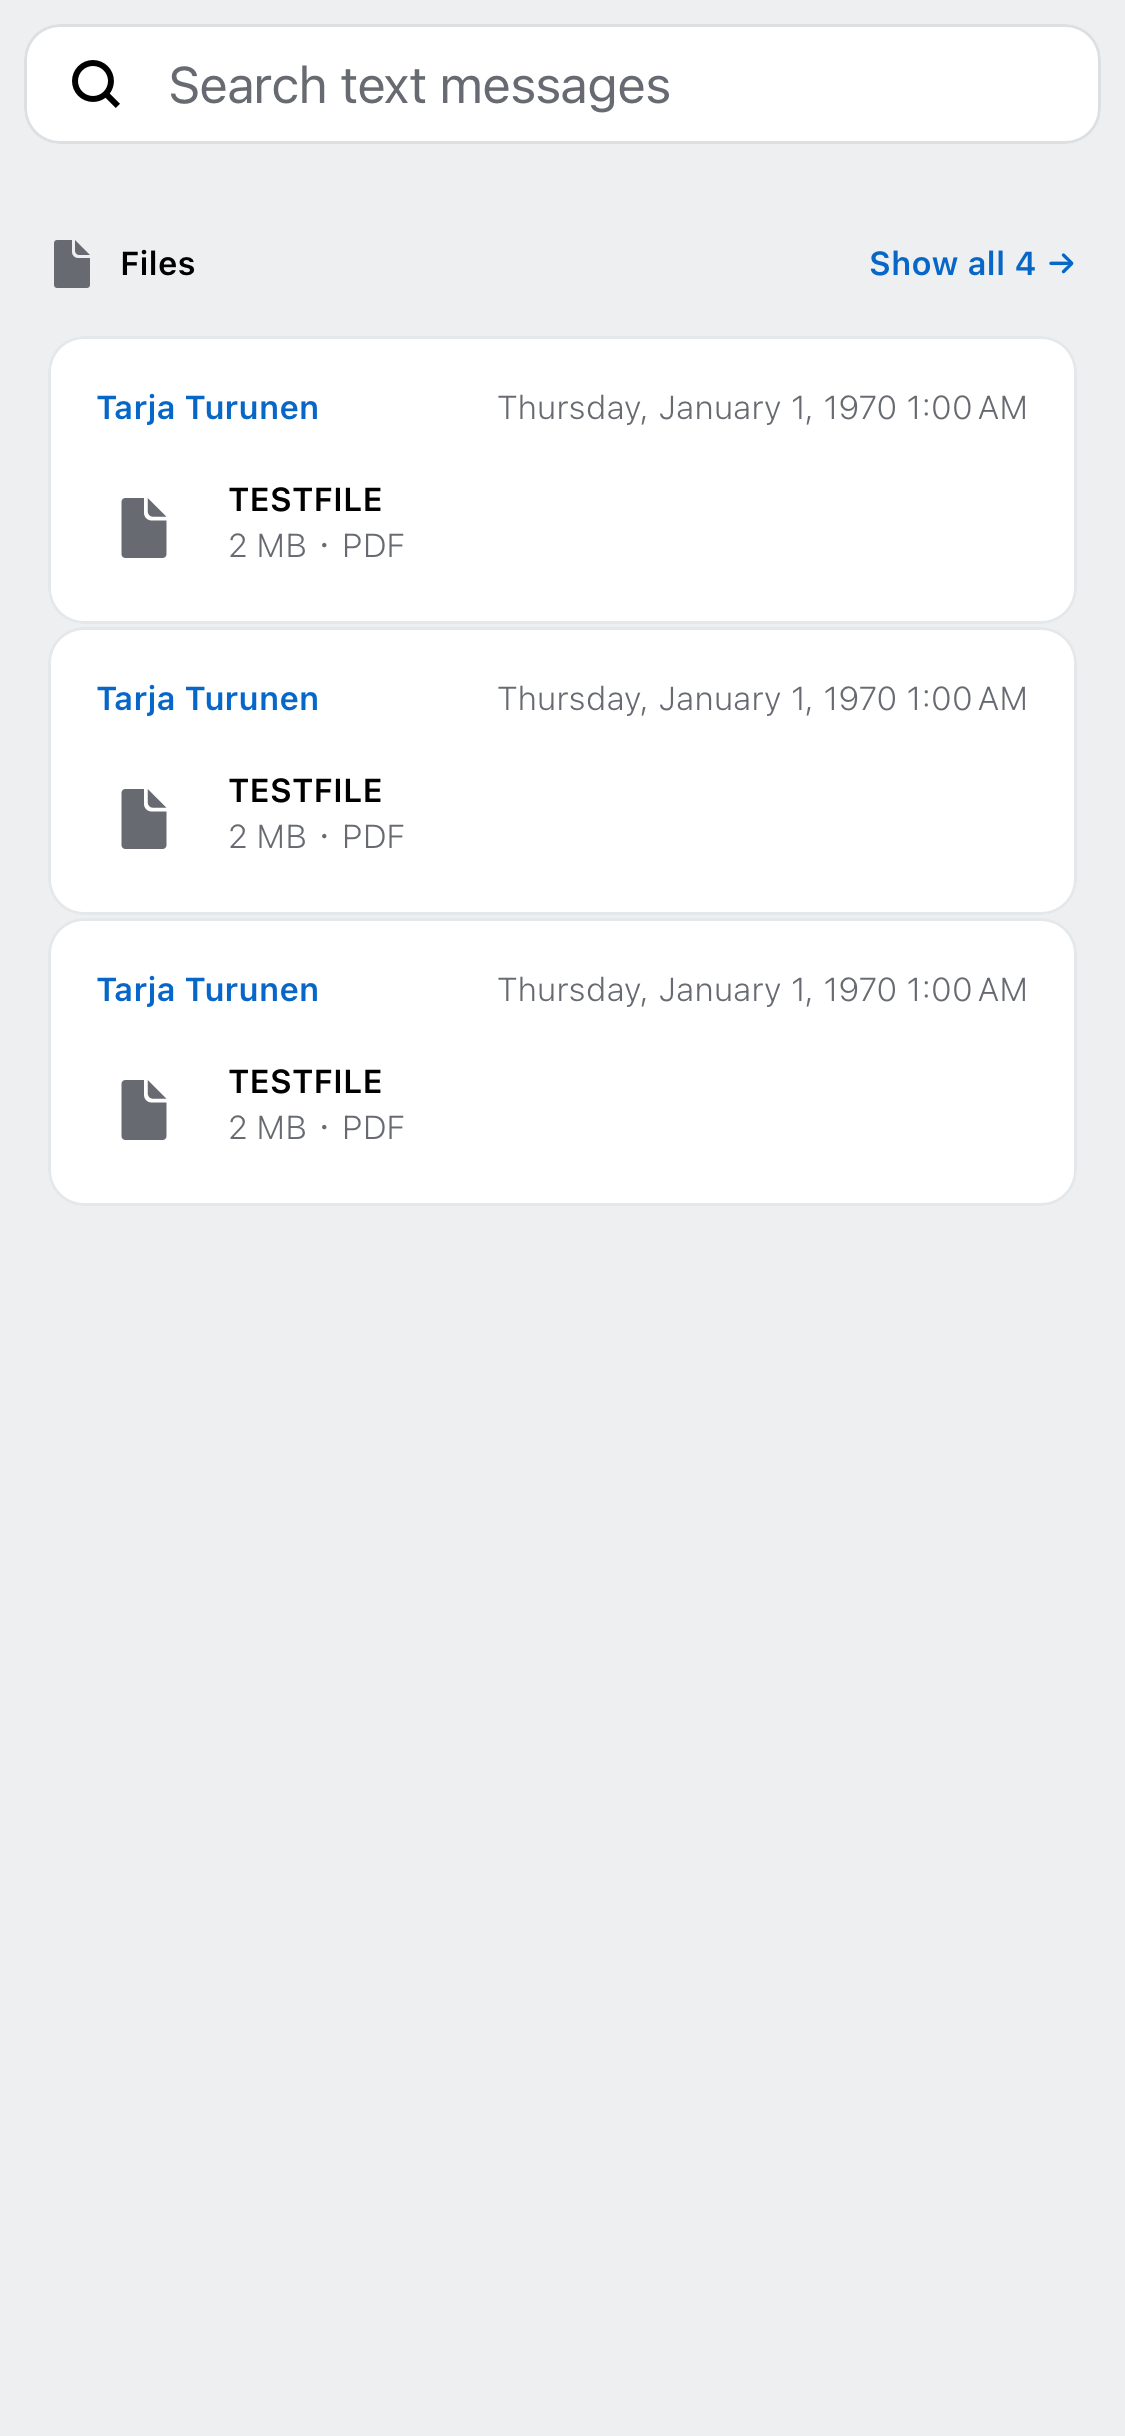 Search text messages
Files
Show all 4 →
Tarja Turunen
Thursday, January 1, 1970 1:00 AM
TESTFILE
2 MB · PDF
Tarja Turunen
Thursday, January 1, 1970 1:00 AM
TESTFILE
2 MB · PDF
Tarja Turunen
Thursday, January 1, 1970 1:00 AM
TESTFILE
2 MB · PDF